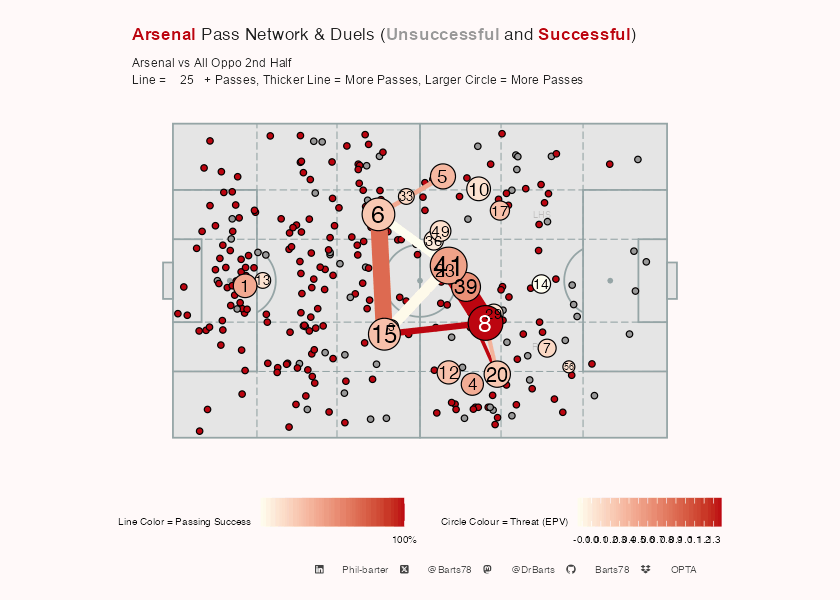 Arsenal Pass Network & Duels (Unsuccessful and Successful)
Arsenal vs All Oppo 2nd Half
Line = 25 + Passes, Thicker Line = More Passes, Larger Circle = More Passes
5
10
33
17
6
LHS
49
41
1
13
39
14
8
15
7
56
12
20
4
Line Color = Passing Success
100%
Circle Colour = Threat (EPV)
Phil-barter @Barts78 @DrBarts Barts78 OPTA